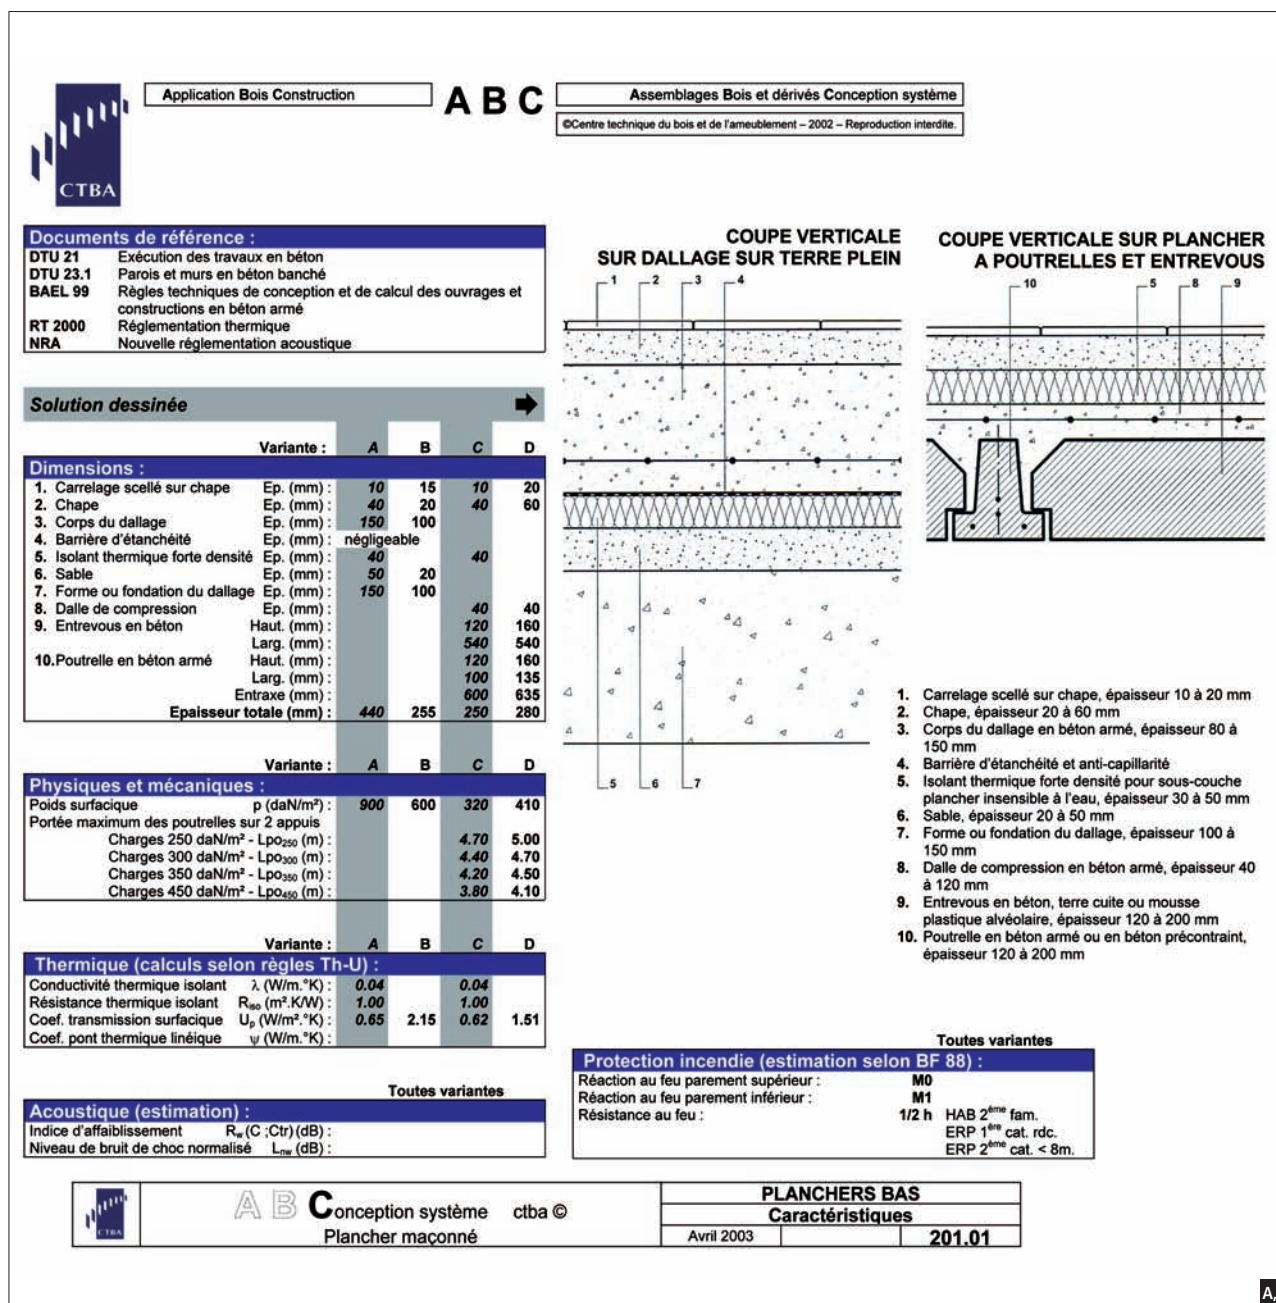 CTBA
Application Bois Construction
A B C
Assemblages Bois et dérivés Conception système
©Centre technique du bois et de l'ameublement – 2002 – Reproduction interdite.
Documents de référence :
DTU 21 Exécution des travaux en béton
DTU 23.1 Parois et murs en béton banché
BAEL 99 Règles techniques de conception et de calcul des ouvrages et
constructions en béton armé
RT 2000 Réglementation thermique
NRA Nouvelle réglementation acoustique
Solution dessinée
Variante : A B C D
Dimensions :
1. Carrelage scellé sur chape Ep. (mm) : 10 15 10 20
2. Chape Ep. (mm) : 40 20 40 60
3. Corps du dallage Ep. (mm) : 150 100
4. Barrière d'étanchéité Ep. (mm) : négligeable
5. Isolant thermique forte densité Ep. (mm) : 40 40
6. Sable Ep. (mm) : 50 20
7. Forme ou fondation du dallage Ep. (mm) : 150 100
8. Dalle de compression Ep. (mm) : 40 40
9. Entrevous en béton Haut. (mm) : 120 160
Larg. (mm) : 540 540
10. Poutrelle en béton armé Haut. (mm) : 120 160
Larg. (mm) : 100 135
Entraxe (mm) : 600 635
Epaisseur totale (mm) : 440 255 250 280
Variante : A B C D
Physiques et mécaniques :
Poids surfacique p (daN/m²) : 900 600 320 410
Portée maximum des poutrelles sur 2 appuis
Charges 250 daN/m² - Lpo250 (m) : 4.70 5.00
Charges 300 daN/m² - Lpo300 (m) : 4.40 4.70
Charges 350 daN/m² - Lpo350 (m) : 4.20 4.50
Charges 450 daN/m² - Lpo450 (m) : 3.80 4.10
Variante : A B C D
Thermique (calculs selon règles Th-U) :
Conductivité thermique isolant λ (W/m.°K) : 0.04 0.04
Résistance thermique isolant Riso (m².K/W) : 1.00 1.00
Coef. transmission surfacique Up (W/m².°K) : 0.65 2.15 0.62 1.51
Coef. pont thermique linéique ψ (W/m.°K) :
Toutes variantes
Acoustique (estimation) :
Indice d'affaiblissement Rw (C ;Ctr) (dB) :
Niveau de bruit de choc normalisé Lnw (dB) :
COUPE VERTICALE
SUR DALLAGE SUR TERRE PLEIN
1 2 3 4
5 6 7
COUPE VERTICALE SUR PLANCHER
A POUTRELLES ET ENTREVOUS
10 5 8 9
1. Carrelage scellé sur chape, épaisseur 10 à 20 mm
2. Chape, épaisseur 20 à 60 mm
3. Corps du dallage en béton armé, épaisseur 80 à
150 mm
4. Barrière d'étanchéité et anti-capillarité
5. Isolant thermique forte densité pour sous-couche
plancher insensible à l'eau, épaisseur 30 à 50 mm
6. Sable, épaisseur 20 à 50 mm
7. Forme ou fondation du dallage, épaisseur 100 à
150 mm
8. Dalle de compression en béton armé, épaisseur 40
à 120 mm
9. Entrevous en béton, terre cuite ou mousse
plastique alvéolaire, épaisseur 120 à 200 mm
10. Poutrelle en béton armé ou en béton précontraint,
épaisseur 120 à 200 mm
Toutes variantes
Protection incendie (estimation selon BF 88) :
Réaction au feu parement supérieur : M0
Réaction au feu parement inférieur : M1
Résistance au feu : 1/2 h HAB 2ème fam.
ERP 1ère cat. rdc.
ERP 2ème cat. < 8m.
CTBA
A B Conception système ctba ©
Plancher maçonné
PLANCHERS BAS
Caractéristiques
Avril 2003 201.01
A,